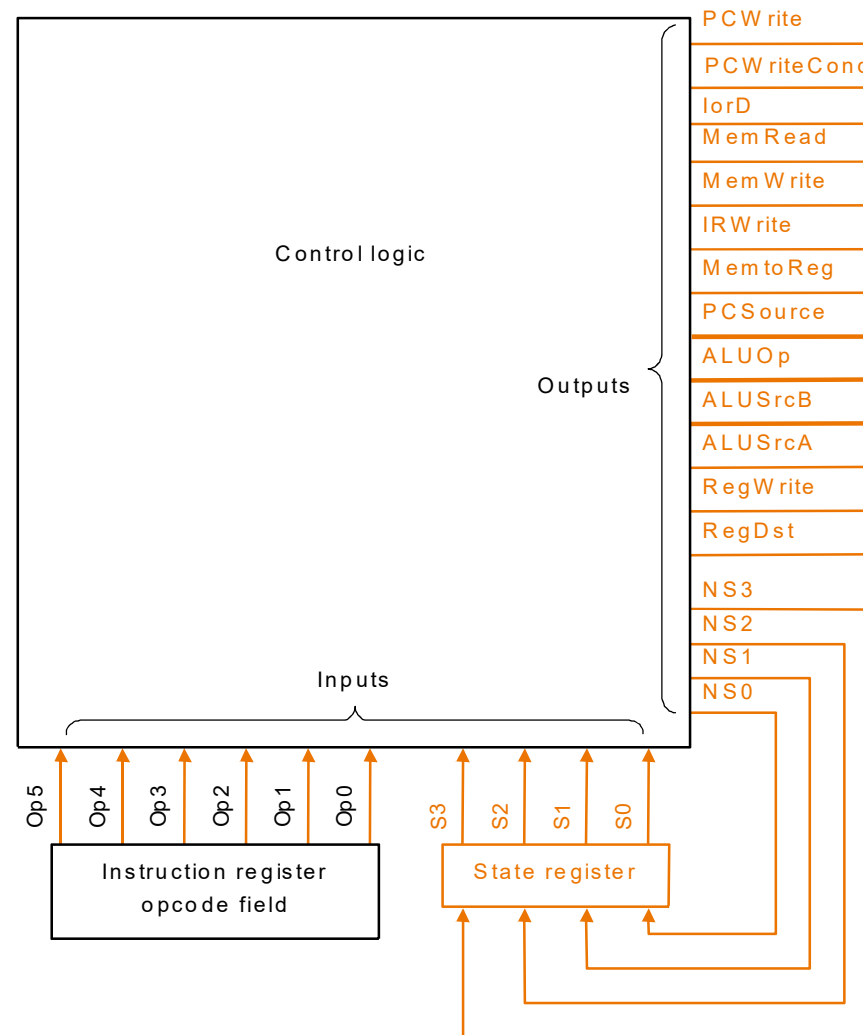 PCWrite
PCWriteCond
IorD
MemRead
MemWrite
IRWrite
Control logic
MemtoReg
PCSource
ALUOp
Outputs
ALUSrcB
ALUSrcA
RegWrite
RegDst
NS3
NS2
NS1
Inputs
NS0
Op5
Op4
Op3
Op2
Op1
Op0
S3
S2
S1
S0
Instruction register
opcode field
State register